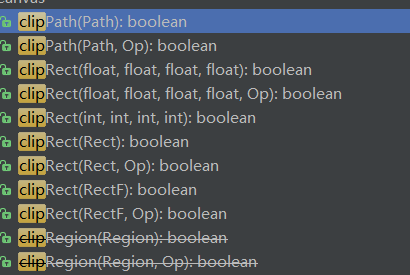 clipPath(Path): boolean
clipPath(Path, Op): boolean
clipRect(float, float, float, float): boolean
clipRect(float, float, float, float, Op): boolean
clipRect(int, int, int, int): boolean
clipRect(Rect): boolean
clipRect(Rect, Op): boolean
clipRect(RectF): boolean
clipRect(RectF, Op): boolean
clipRegion(Region): boolean
clipRegion(Region, Op): boolean